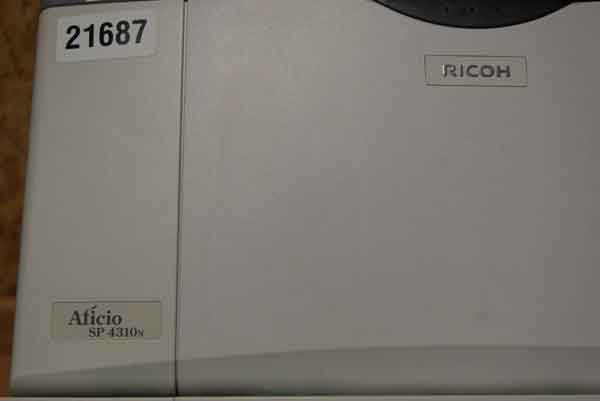 21687
RICOH
Aficio
SP 4310N